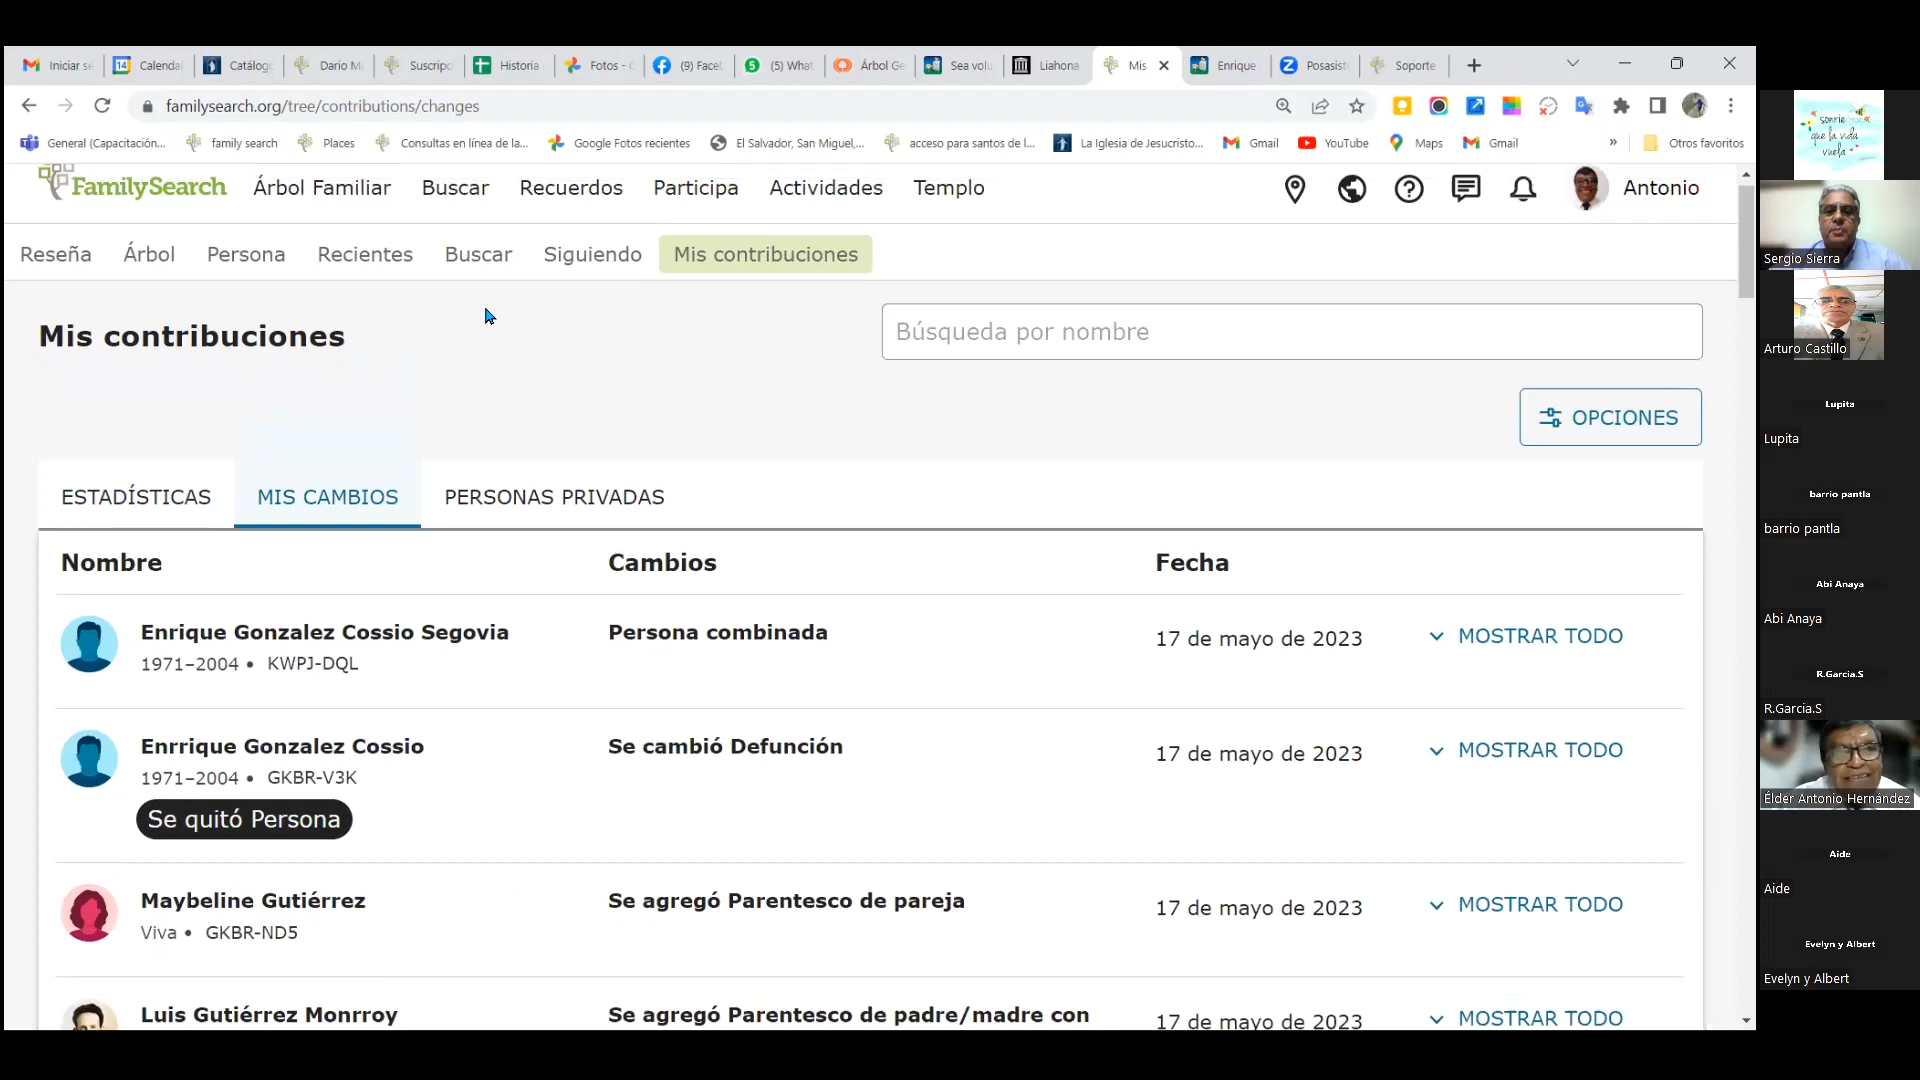 Iniciar se
14 Calenda
Catálogo
Dario M
Suscripc
Historia
Fotos - G
(9) Faceb
5 (5) What
Árbol Ge
Sea volu
Liahona
Mis
Enrique
Posasist
Soporte
familysearch.org/tree/contributions/changes
General (Capacitación...
family search
Places
Consultas en línea de la...
Google Fotos recientes
El Salvador, San Miguel,...
acceso para santos de l...
La Iglesia de Jesucristo...
Gmail
YouTube
Maps
Gmail
»
Otros favoritos
FamilySearch
Árbol Familiar
Buscar
Recuerdos
Participa
Actividades
Templo
Antonio
Reseña
Árbol
Persona
Recientes
Buscar
Siguiendo
Mis contribuciones
Mis contribuciones
Búsqueda por nombre
OPCIONES
ESTADÍSTICAS
MIS CAMBIOS
PERSONAS PRIVADAS
Nombre
Cambios
Fecha
Enrique Gonzalez Cossio Segovia
1971–2004 • KWPJ-DQL
Persona combinada
17 de mayo de 2023
MOSTRAR TODO
Enrrique Gonzalez Cossio
1971–2004 • GKBR-V3K
Se quitó Persona
Se cambió Defunción
17 de mayo de 2023
MOSTRAR TODO
Maybeline Gutiérrez
Viva • GKBR-ND5
Se agregó Parentesco de pareja
17 de mayo de 2023
MOSTRAR TODO
Luis Gutiérrez Monrroy
Se agregó Parentesco de padre/madre con
17 de mayo de 2023
MOSTRAR TODO
sonríe
que la vida
vuela
Sergio Sierra
Arturo Castillo
Lupita
Lupita
barrio pantla
barrio pantla
Abi Anaya
Abi Anaya
R.Garcia.S
R.Garcia.S
Élder Antonio Hernández
Aide
Aide
Evelyn y Albert
Evelyn y Albert